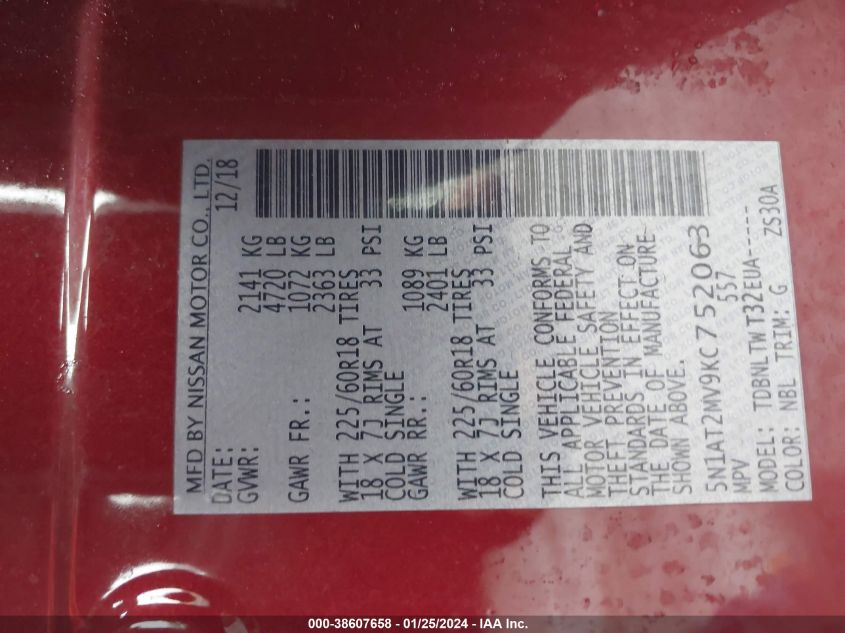 MFD BY NISSAN MOTOR CO., LTD.
DATE: 12/18
GVWR: 2141 KG
4720 LB
GAWR FR.: 1072 KG
2363 LB
WITH 225/60R18 TIRES
18 X 7J RIMS AT 33 PSI
COLD SINGLE
GAWR RR.: 1089 KG
2401 LB
WITH 225/60R18 TIRES
18 X 7J RIMS AT 33 PSI
COLD SINGLE
THIS VEHICLE CONFORMS TO
ALL APPLICABLE FEDERAL
MOTOR VEHICLE SAFETY AND
THEFT PREVENTION
STANDARDS IN EFFECT ON
THE DATE OF MANUFACTURE
SHOWN ABOVE.
5N1AT2MV9KC752063
MPV 557
MODEL: TDBNLTW T32EUA-----
COLOR: NBL TRIM: G ZS30A
000-38607658 - 01/25/2024 - IAA Inc.